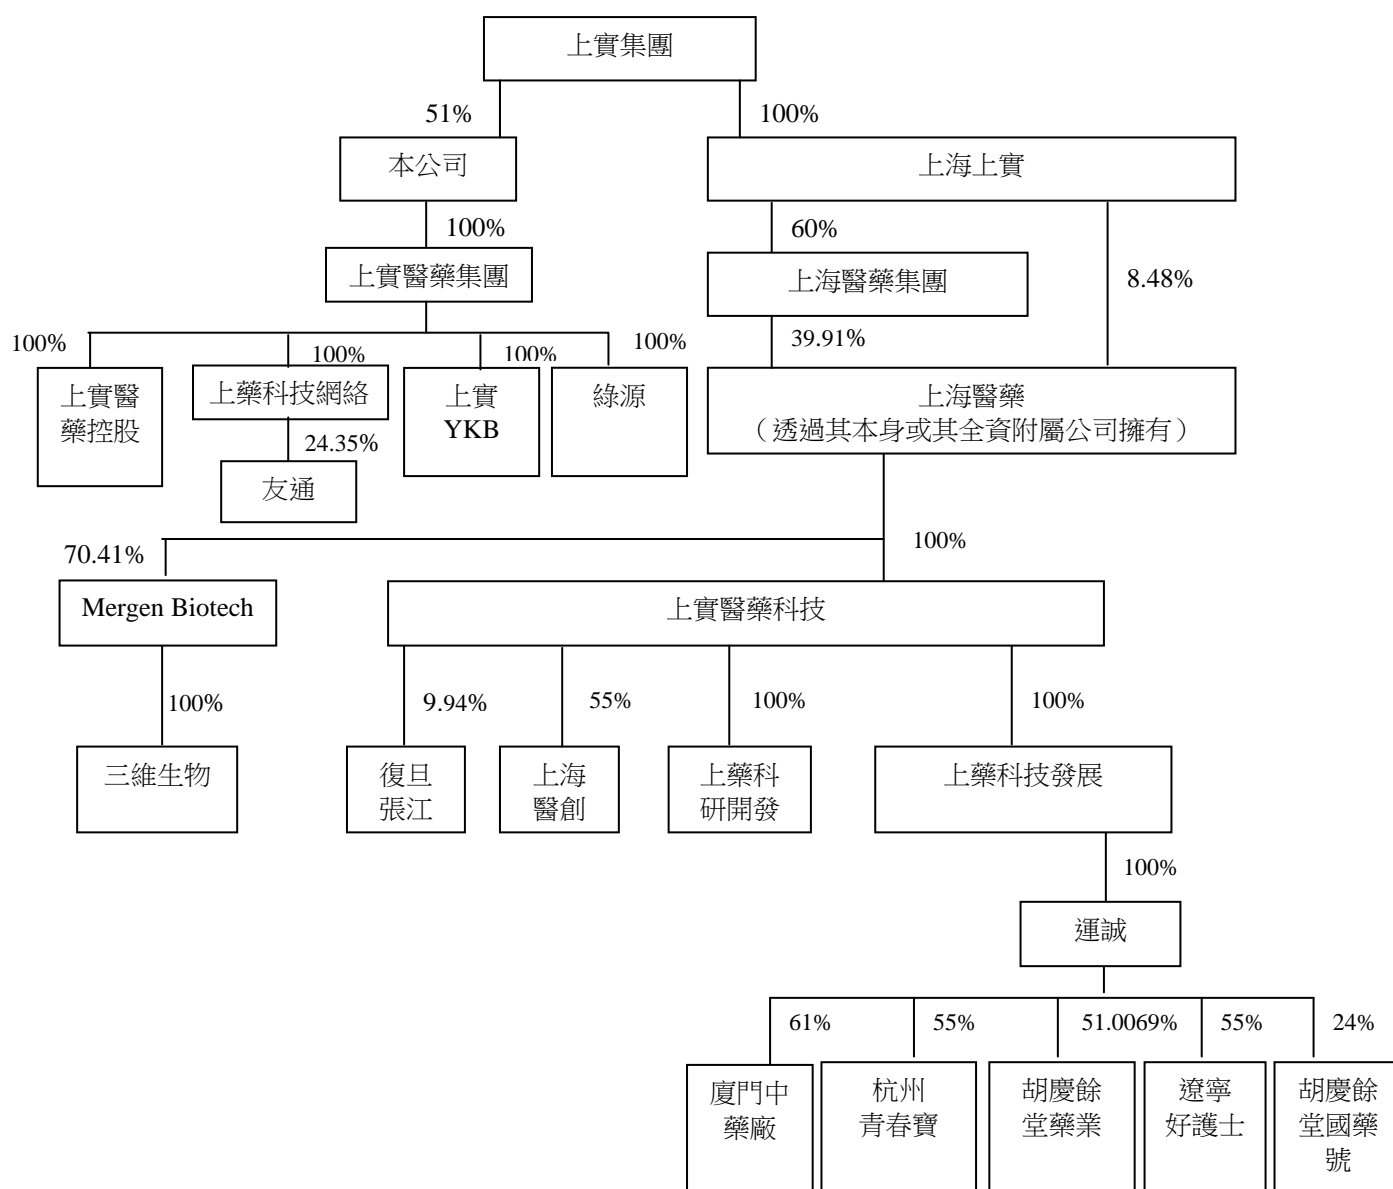 上實集團
51%
100%
本公司
上海上實
100%
60%
8.48%
上實醫藥集團
上海醫藥集團
39.91%
100%
100%
100%
100%
上實醫
藥控股
上藥科技網絡
上實
YKB
綠源
上海醫藥
（透過其本身或其全資附屬公司擁有）
24.35%
友通
70.41%
100%
Mergen Biotech
上實醫藥科技
100%
9.94%
55%
100%
100%
三維生物
復旦
張江
上海
醫創
上藥科
研開發
上藥科技發展
100%
運誠
61%
55%
51.0069%
55%
24%
廈門中
藥廠
杭州
青春寶
胡慶餘
堂藥業
遼寧
好護士
胡慶餘
堂國藥
號